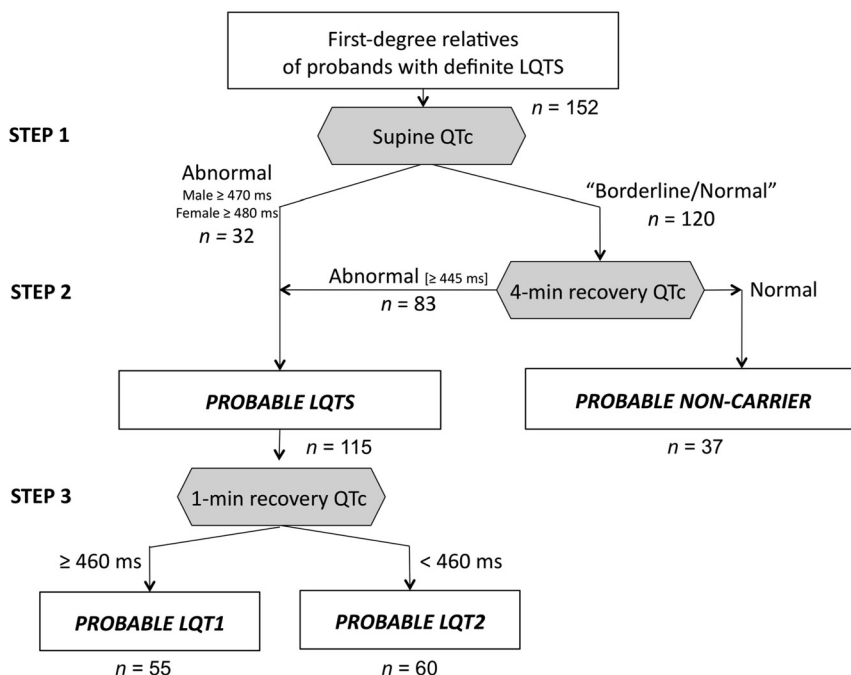 First-degree relatives
of probands with definite LQTS
n = 152
STEP 1
Supine QTc
Abnormal
Male ≥ 470 ms
Female ≥ 480 ms
n = 32
“Borderline/Normal”
n = 120
STEP 2
Abnormal [≥ 445 ms]
n = 83
4-min recovery QTc
Normal
PROBABLE LQTS
PROBABLE NON-CARRIER
n = 115
n = 37
STEP 3
1-min recovery QTc
≥ 460 ms
< 460 ms
PROBABLE LQT1
PROBABLE LQT2
n = 55
n = 60